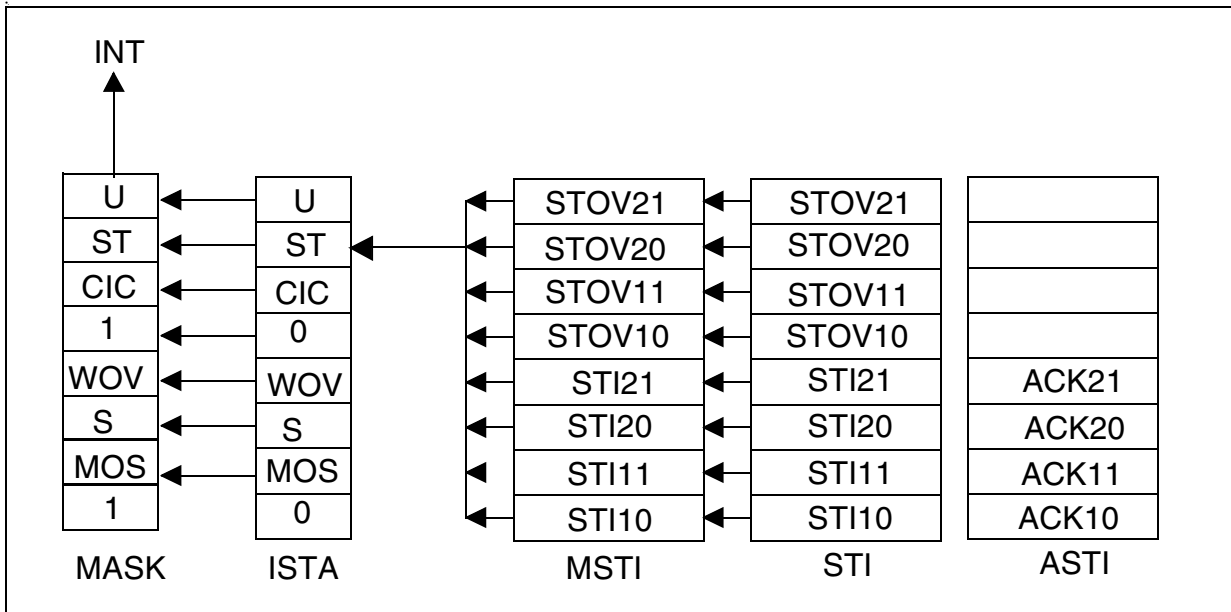 INT
U U STOV21 STOV21
ST ST STOV20 STOV20
CIC CIC STOV11 STOV11
1 0 STOV10 STOV10
WOV WOV STI21 STI21 ACK21
S S STI20 STI20 ACK20
MOS MOS STI11 STI11 ACK11
1 0 STI10 STI10 ACK10
MASK ISTA MSTI STI ASTI